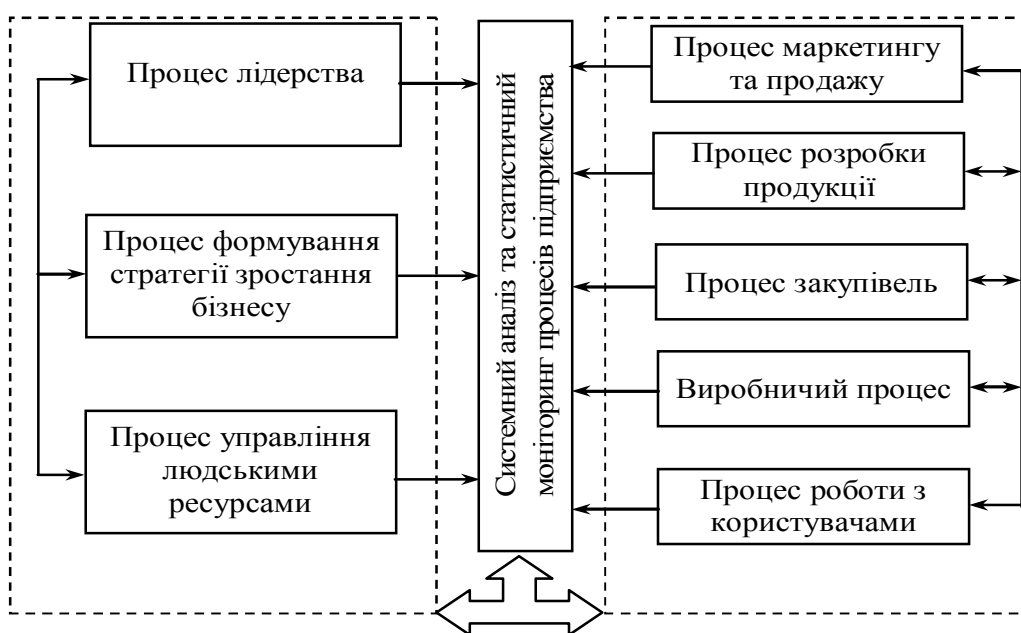 Процес лідерства
Процес формування
стратегії зростання
бізнесу
Процес управління
людськими
ресурсами
Системний аналіз та статистичний
моніторинг процесів підприємства
Процес маркетингу
та продажу
Процес розробки
продукції
Процес закупівель
Виробничий процес
Процес роботи з
користувачами